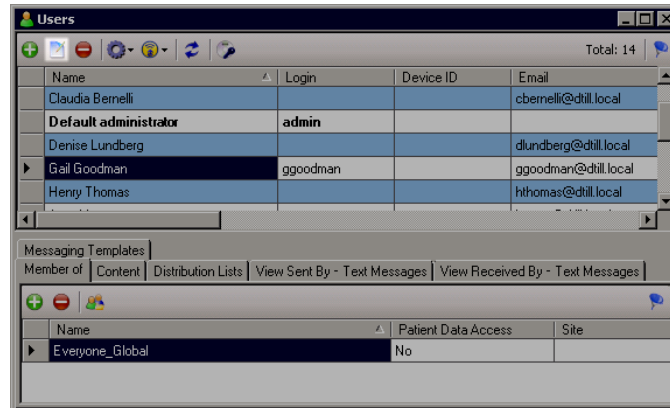 Users
Total: 14
Name Login Device ID Email
Claudia Bernelli cbernelli@dtill.local
Default administrator admin
Denise Lundberg dlundberg@dtill.local
Gail Goodman ggoodman ggoodman@dtill.local
Henry Thomas hthomas@dtill.local
Messaging Templates
Member of Content Distribution Lists View Sent By - Text Messages View Received By - Text Messages
Name Patient Data Access Site
Everyone_Global No